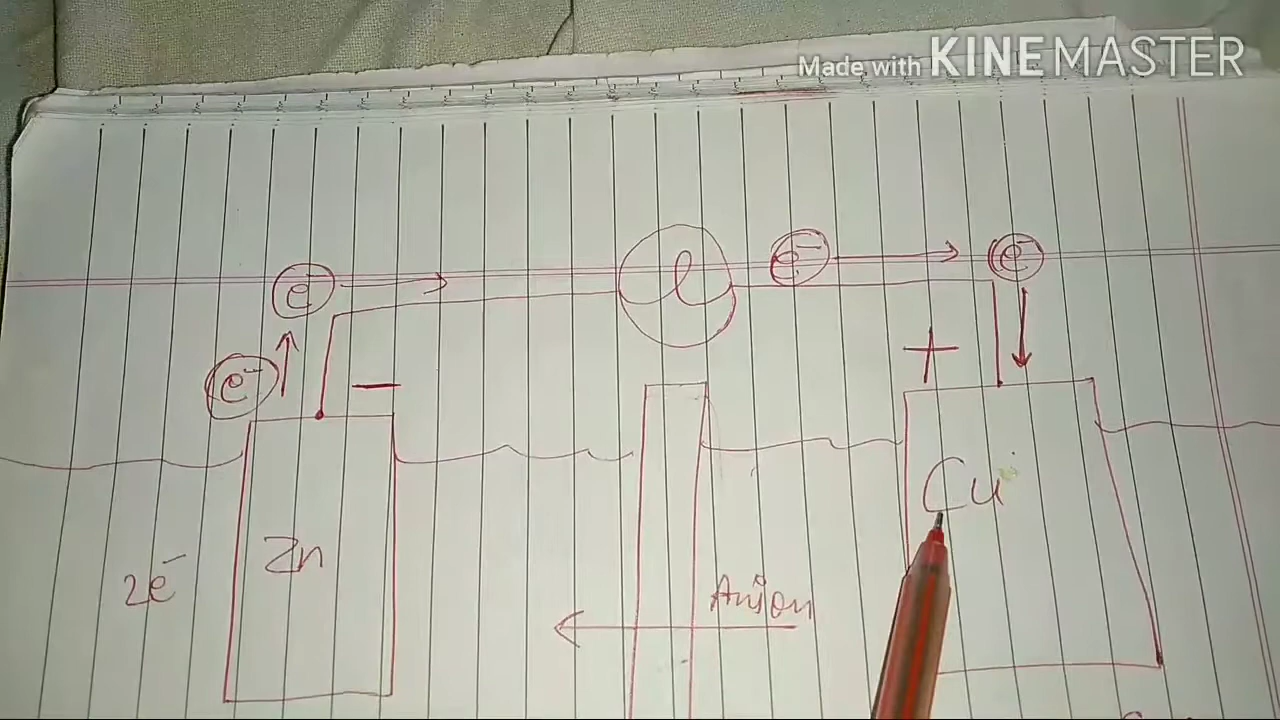 Made with KINEMASTER
e⁻ e⁻ e⁻
e⁻ − +
Cu
Zn
2e⁻ Anion